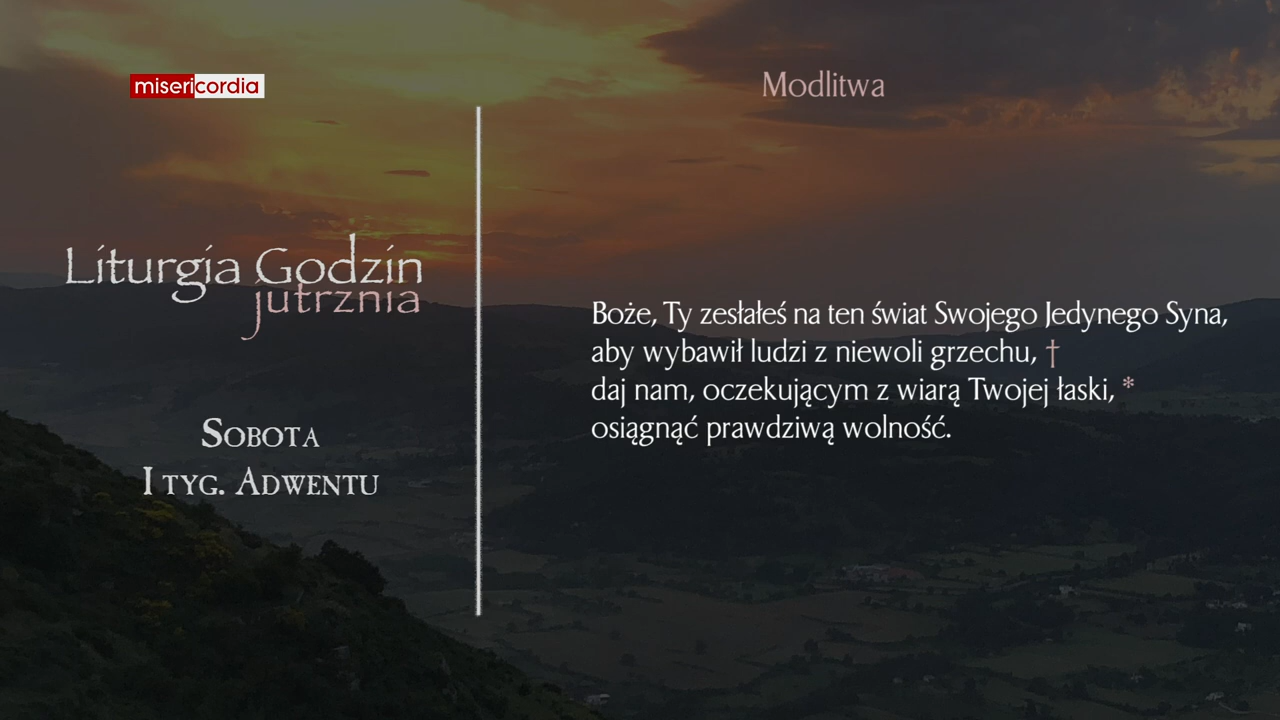 misericordia
Modlitwa
Liturgia Godzin
jutrznia
Sobota
I tyg. Adwentu
Boże, Ty zesłałeś na ten świat Swojego Jedynego Syna,
aby wybawił ludzi z niewoli grzechu, †
daj nam, oczekującym z wiarą Twojej łaski, *
osiągnąć prawdziwą wolność.